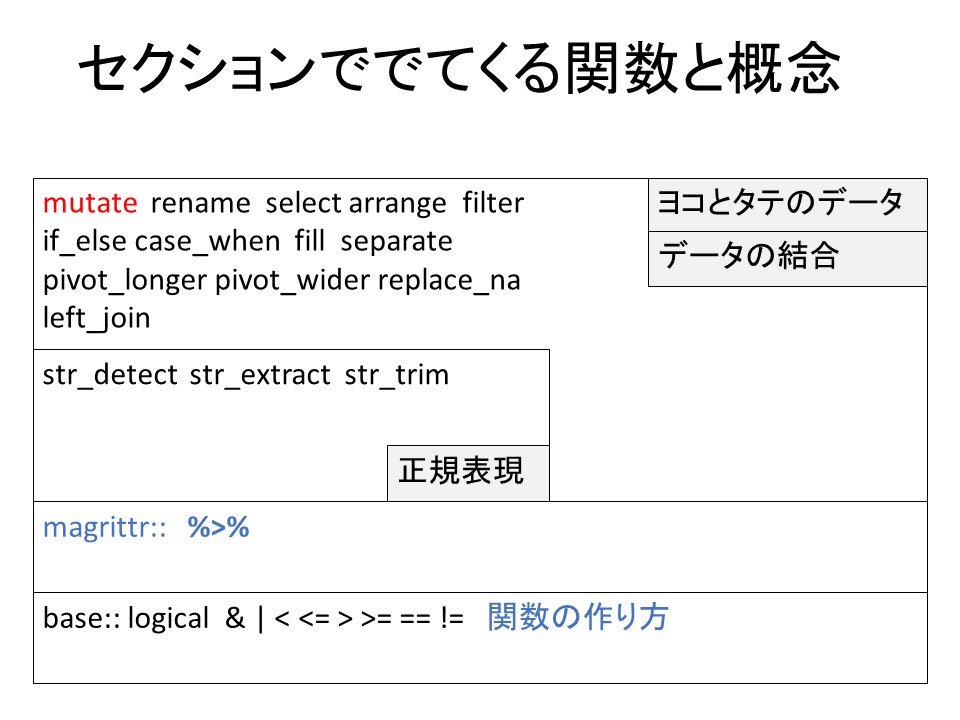 セクションででてくる関数と概念
mutate rename select arrange filter
if_else case_when fill separate
pivot_longer pivot_wider replace_na
left_join
ヨコとタテのデータ
データの結合
str_detect str_extract str_trim
正規表現
magrittr:: %>%
base:: logical & | < <= > >= == != 関数の作り方